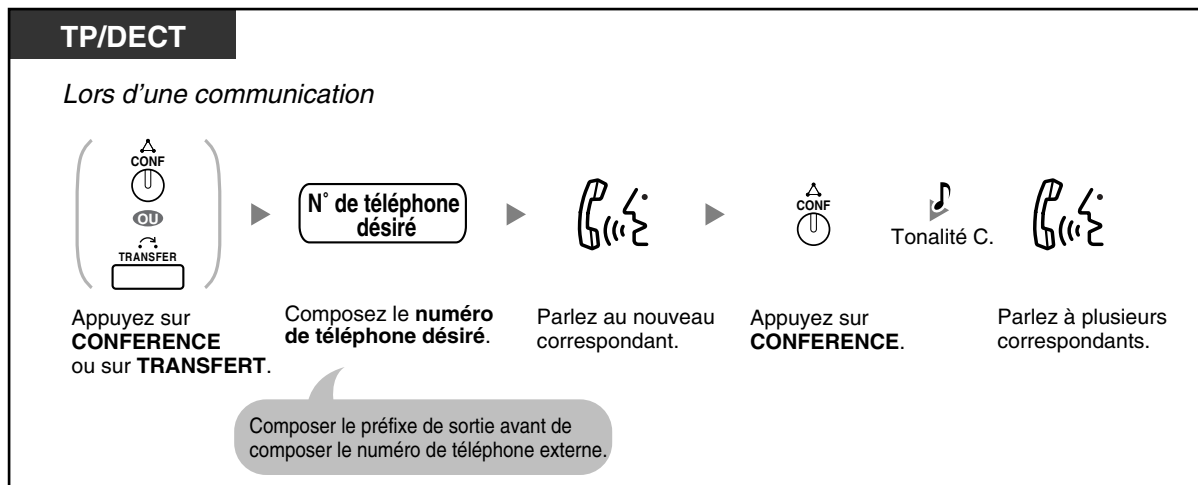 TP/DECT
Lors d'une communication
CONF
OU
TRANSFER
N° de téléphone
désiré
CONF
Tonalité C.
Appuyez sur
CONFERENCE
ou sur TRANSFERT.
Composez le numéro
de téléphone désiré.
Parlez au nouveau
correspondant.
Appuyez sur
CONFERENCE.
Parlez à plusieurs
correspondants.
Composer le préfixe de sortie avant de
composer le numéro de téléphone externe.